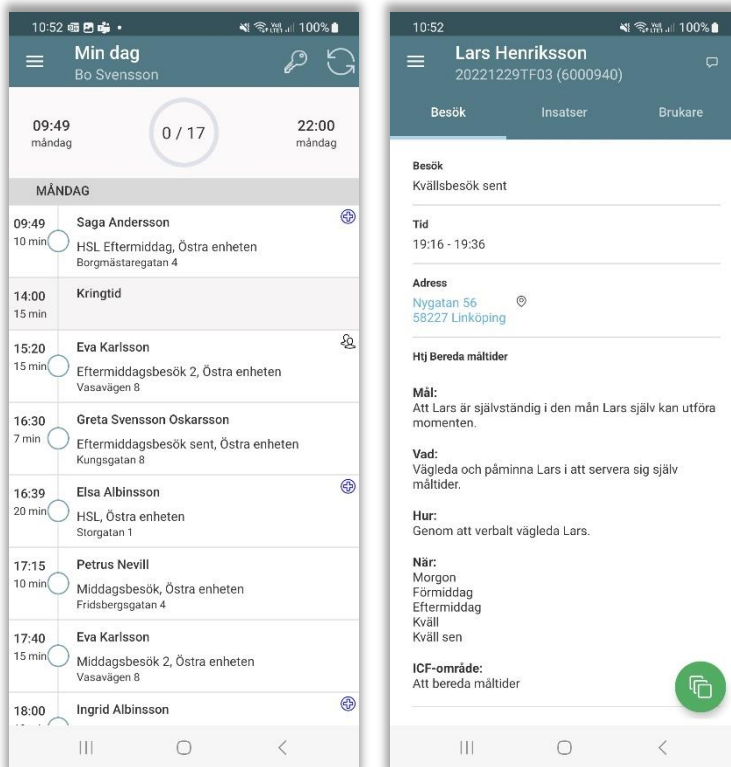 10:52 100%
Min dag
Bo Svensson
09:49
måndag
0 / 17
22:00
måndag
MÅNDAG
09:49
10 min
Saga Andersson
HSL Eftermiddag, Östra enheten
Borgmästaregatan 4
14:00
15 min
Kringtid
15:20
15 min
Eva Karlsson
Eftermiddagsbesök 2, Östra enheten
Vasavägen 8
16:30
7 min
Greta Svensson Oskarsson
Eftermiddagsbesök sent, Östra enheten
Kungsgatan 8
16:39
20 min
Elsa Albinsson
HSL, Östra enheten
Storgatan 1
17:15
10 min
Petrus Nevill
Middagsbesök, Östra enheten
Fridsbergsgatan 4
17:40
15 min
Eva Karlsson
Middagsbesök 2, Östra enheten
Vasavägen 8
18:00
Ingrid Albinsson
10:52 100%
Lars Henriksson
20221229TF03 (6000940)
Besök Insatser Brukare
Besök
Kvällsbesök sent
Tid
19:16 - 19:36
Adress
Nygatan 56
58227 Linköping
Htj Bereda måltider
Mål:
Att Lars är självständig i den mån Lars själv kan utföra
momenten.
Vad:
Vägleda och påminna Lars i att servera sig själv
måltider.
Hur:
Genom att verbalt vägleda Lars.
När:
Morgon
Förmiddag
Eftermiddag
Kväll
Kväll sen
ICF-område:
Att bereda måltider